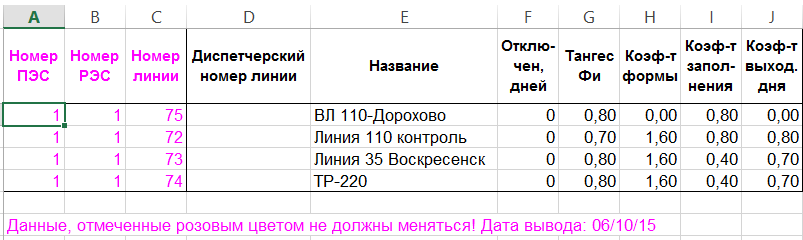 A B C D E F G H I J
Номер ПЭС Номер РЭС Номер линии Диспетчерский номер линии Название Отклю-чен, дней Тангес Фи Коэф-т формы Коэф-т запол-нения Коэф-т выход. дня
1 1 75 ВЛ 110-Дорохово 0 0,80 0,00 0,80 0,00
1 1 72 Линия 110 контроль 0 0,70 1,60 0,80 0,80
1 1 73 Линия 35 Воскресенск 0 0,80 1,60 0,40 0,70
1 1 74 ТР-220 0 0,80 1,60 0,40 0,70
Данные, отмеченные розовым цветом не должны меняться! Дата вывода: 06/10/15